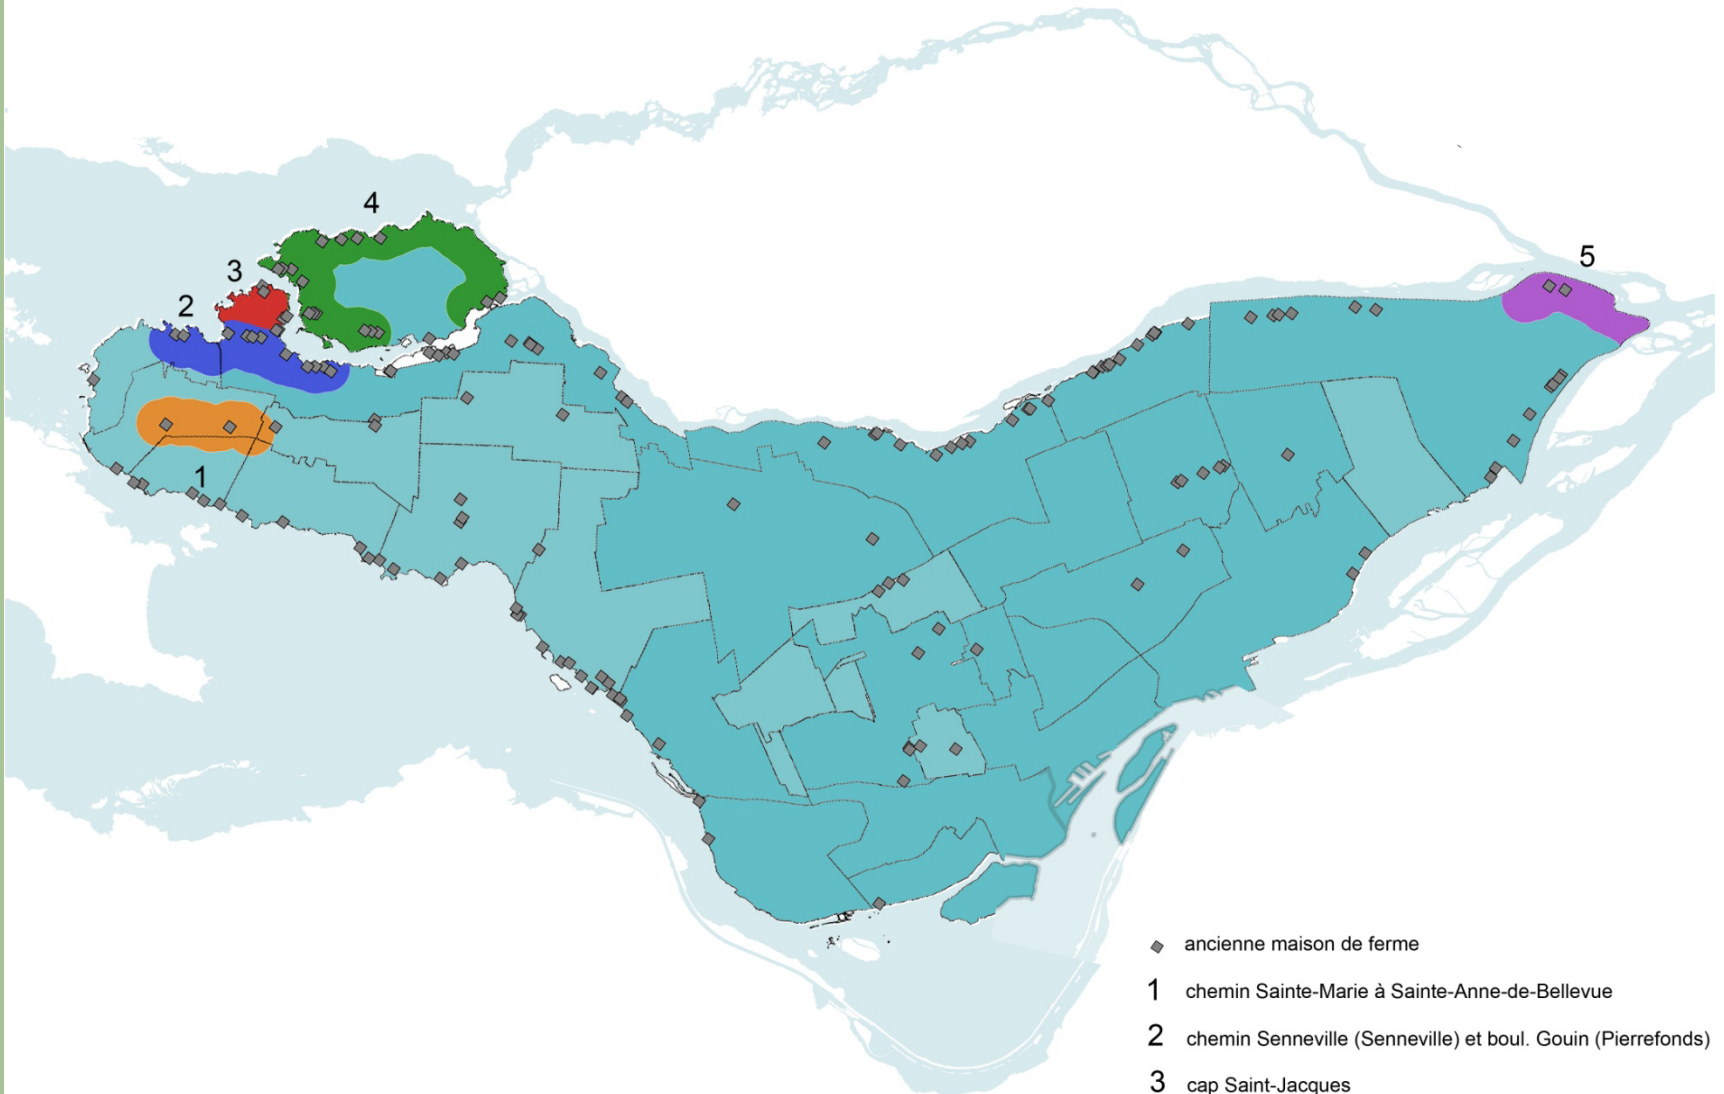 4
3
5
2
1
ancienne maison de ferme
1 chemin Sainte-Marie à Sainte-Anne-de-Bellevue
2 chemin Senneville (Senneville) et boul. Gouin (Pierrefonds)
3 cap Saint-Jacques